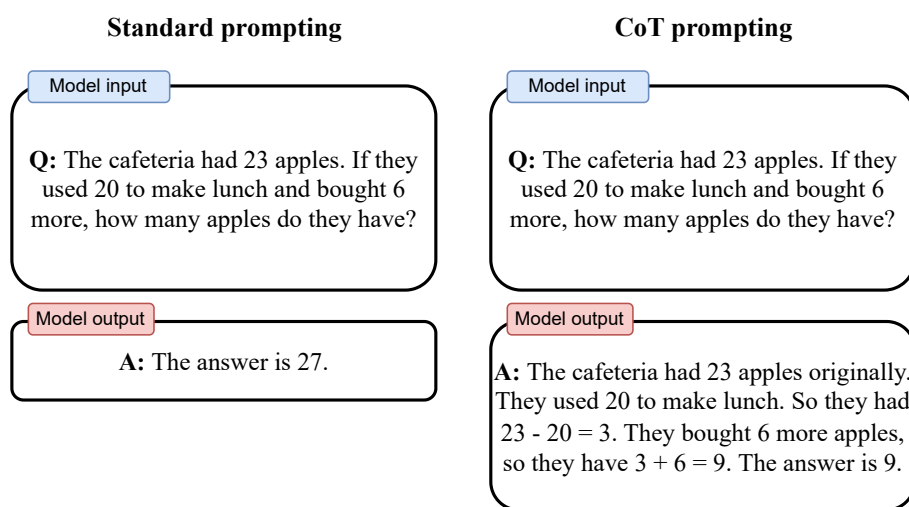 Standard prompting
Model input
Q: The cafeteria had 23 apples. If they
used 20 to make lunch and bought 6
more, how many apples do they have?
Model output
A: The answer is 27.
CoT prompting
Model input
Q: The cafeteria had 23 apples. If they
used 20 to make lunch and bought 6
more, how many apples do they have?
Model output
A: The cafeteria had 23 apples originally.
They used 20 to make lunch. So they had
23 - 20 = 3. They bought 6 more apples,
so they have 3 + 6 = 9. The answer is 9.